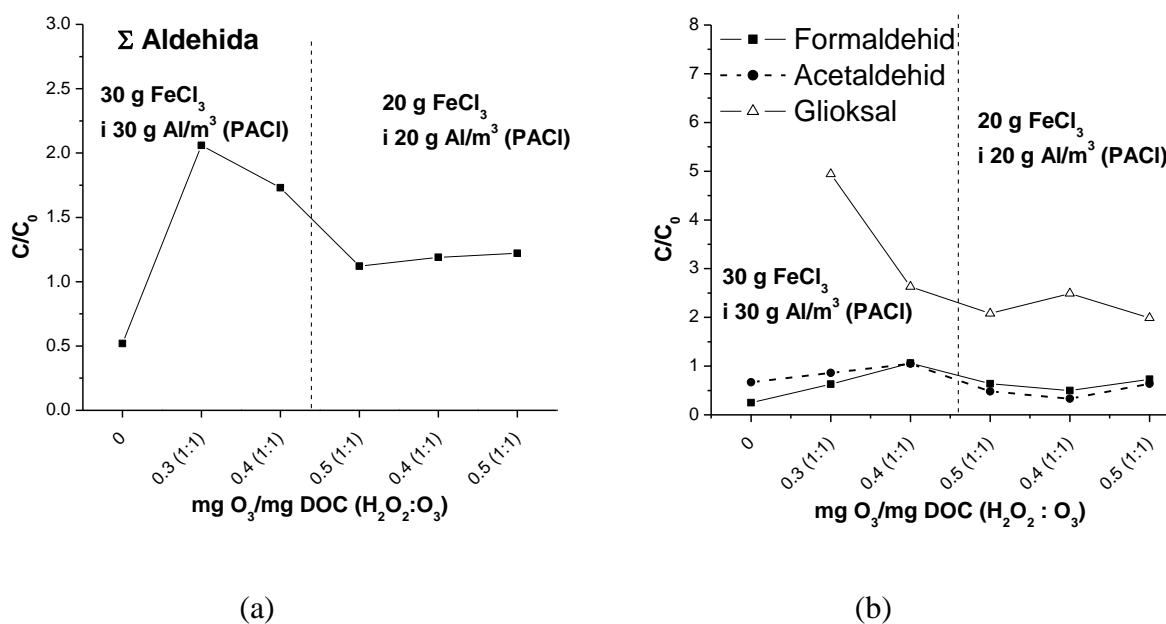 3.0
2.5
2.0
1.5
1.0
0.5
0.0
C/C₀
Σ Aldehida
30 g FeCl₃
i 30 g Al/m³ (PACl)
20 g FeCl₃
i 20 g Al/m³ (PACl)
0
0.3 (1:1)
0.4 (1:1)
0.5 (1:1)
0.4 (1:1)
0.5 (1:1)
mg O₃/mg DOC (H₂O₂:O₃)
(a)
8
7
6
5
4
3
2
1
0
C/C₀
Formaldehid
Acetaldehid
Glioksal
20 g FeCl₃
i 20 g Al/m³ (PACl)
30 g FeCl₃
i 30 g Al/m³ (PACl)
0
0.3 (1:1)
0.4 (1:1)
0.5 (1:1)
0.4 (1:1)
0.5 (1:1)
mg O₃/mg DOC (H₂O₂ : O₃)
(b)